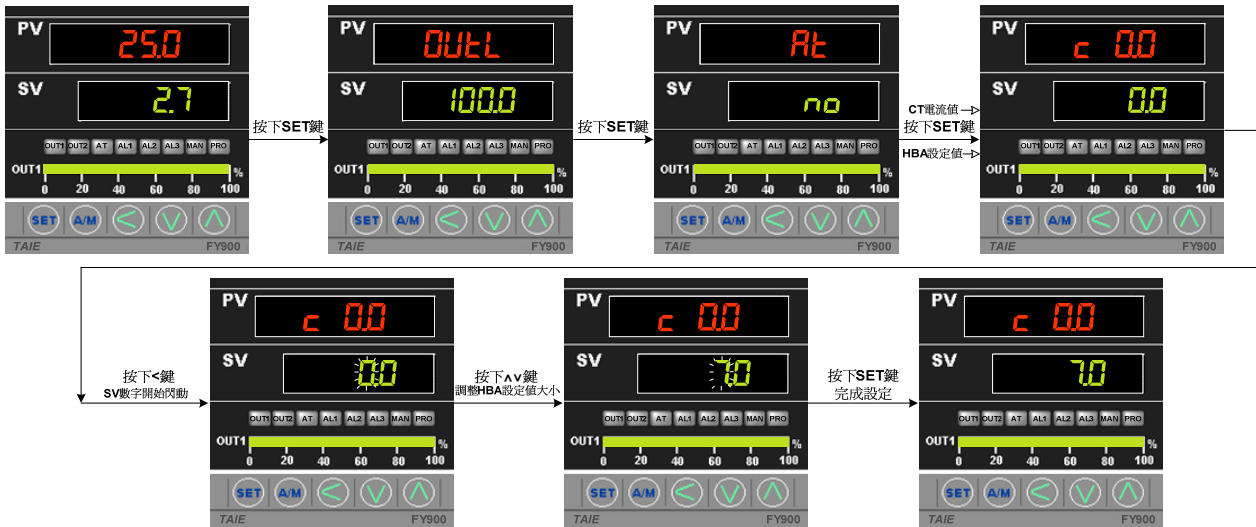 PV 25.0
SV 2.7
OUT1 OUT2 AT AL1 AL2 AL3 MAN PRO
OUT1 %
0 20 40 60 80 100
SET A/M < ∨ ∧
TAIE FY900
按下SET鍵
PV OUtL
SV 100.0
OUT1 OUT2 AT AL1 AL2 AL3 MAN PRO
OUT1 %
0 20 40 60 80 100
SET A/M < ∨ ∧
TAIE FY900
按下SET鍵
PV At
SV no
OUT1 OUT2 AT AL1 AL2 AL3 MAN PRO
OUT1 %
0 20 40 60 80 100
SET A/M < ∨ ∧
TAIE FY900
CT電流值
按下SET鍵
HBA設定值
PV c 0.0
SV 0.0
OUT1 OUT2 AT AL1 AL2 AL3 MAN PRO
OUT1 %
0 20 40 60 80 100
SET A/M < ∨ ∧
TAIE FY900
按下<鍵
SV數字開始閃動
PV c 0.0
SV 0.0
OUT1 OUT2 AT AL1 AL2 AL3 MAN PRO
OUT1 %
0 20 40 60 80 100
SET A/M < ∨ ∧
TAIE FY900
按下∧∨鍵
調整HBA設定值大小
PV c 0.0
SV 7.0
OUT1 OUT2 AT AL1 AL2 AL3 MAN PRO
OUT1 %
0 20 40 60 80 100
SET A/M < ∨ ∧
TAIE FY900
按下SET鍵
完成設定
PV c 0.0
SV 7.0
OUT1 OUT2 AT AL1 AL2 AL3 MAN PRO
OUT1 %
0 20 40 60 80 100
SET A/M < ∨ ∧
TAIE FY900